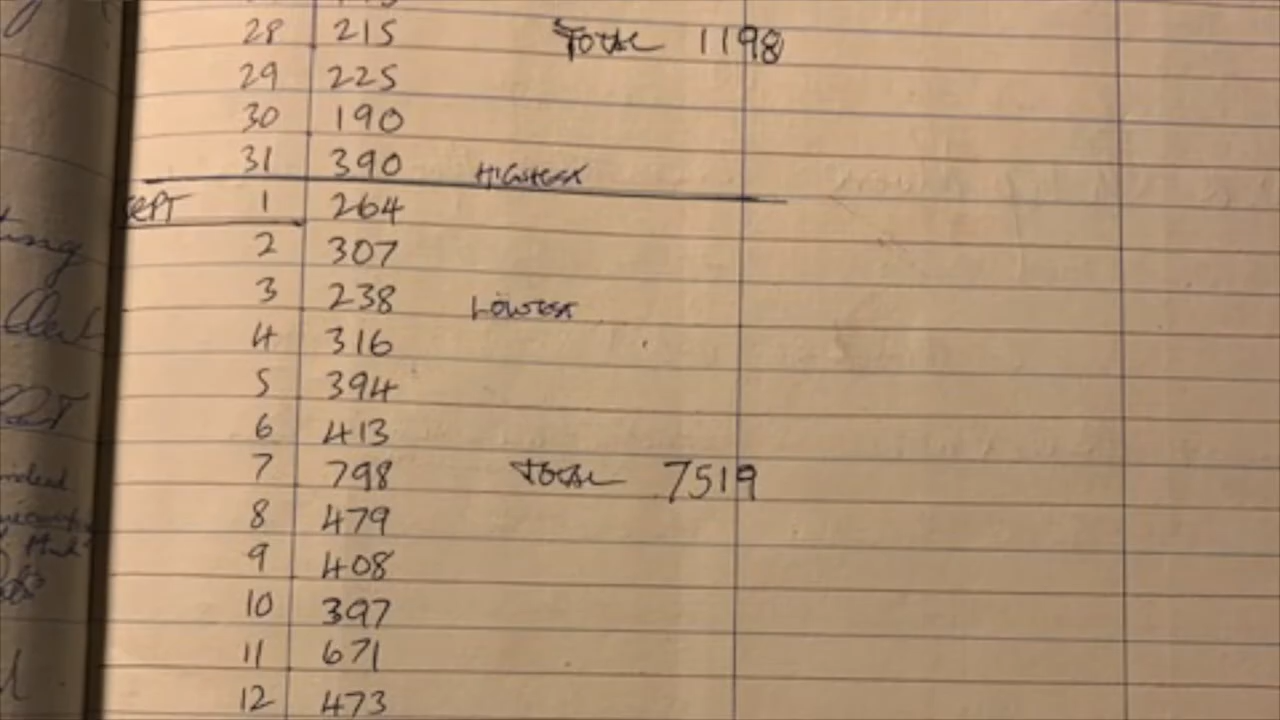 28 215 TOTAL 1198
29 225
30 190
31 390 HIGHEST
SEPT 1 264
2 307
3 238 LOWEST
4 316
5 394
6 413
7 798 TOTAL 7519
8 479
9 408
10 397
11 671
12 473